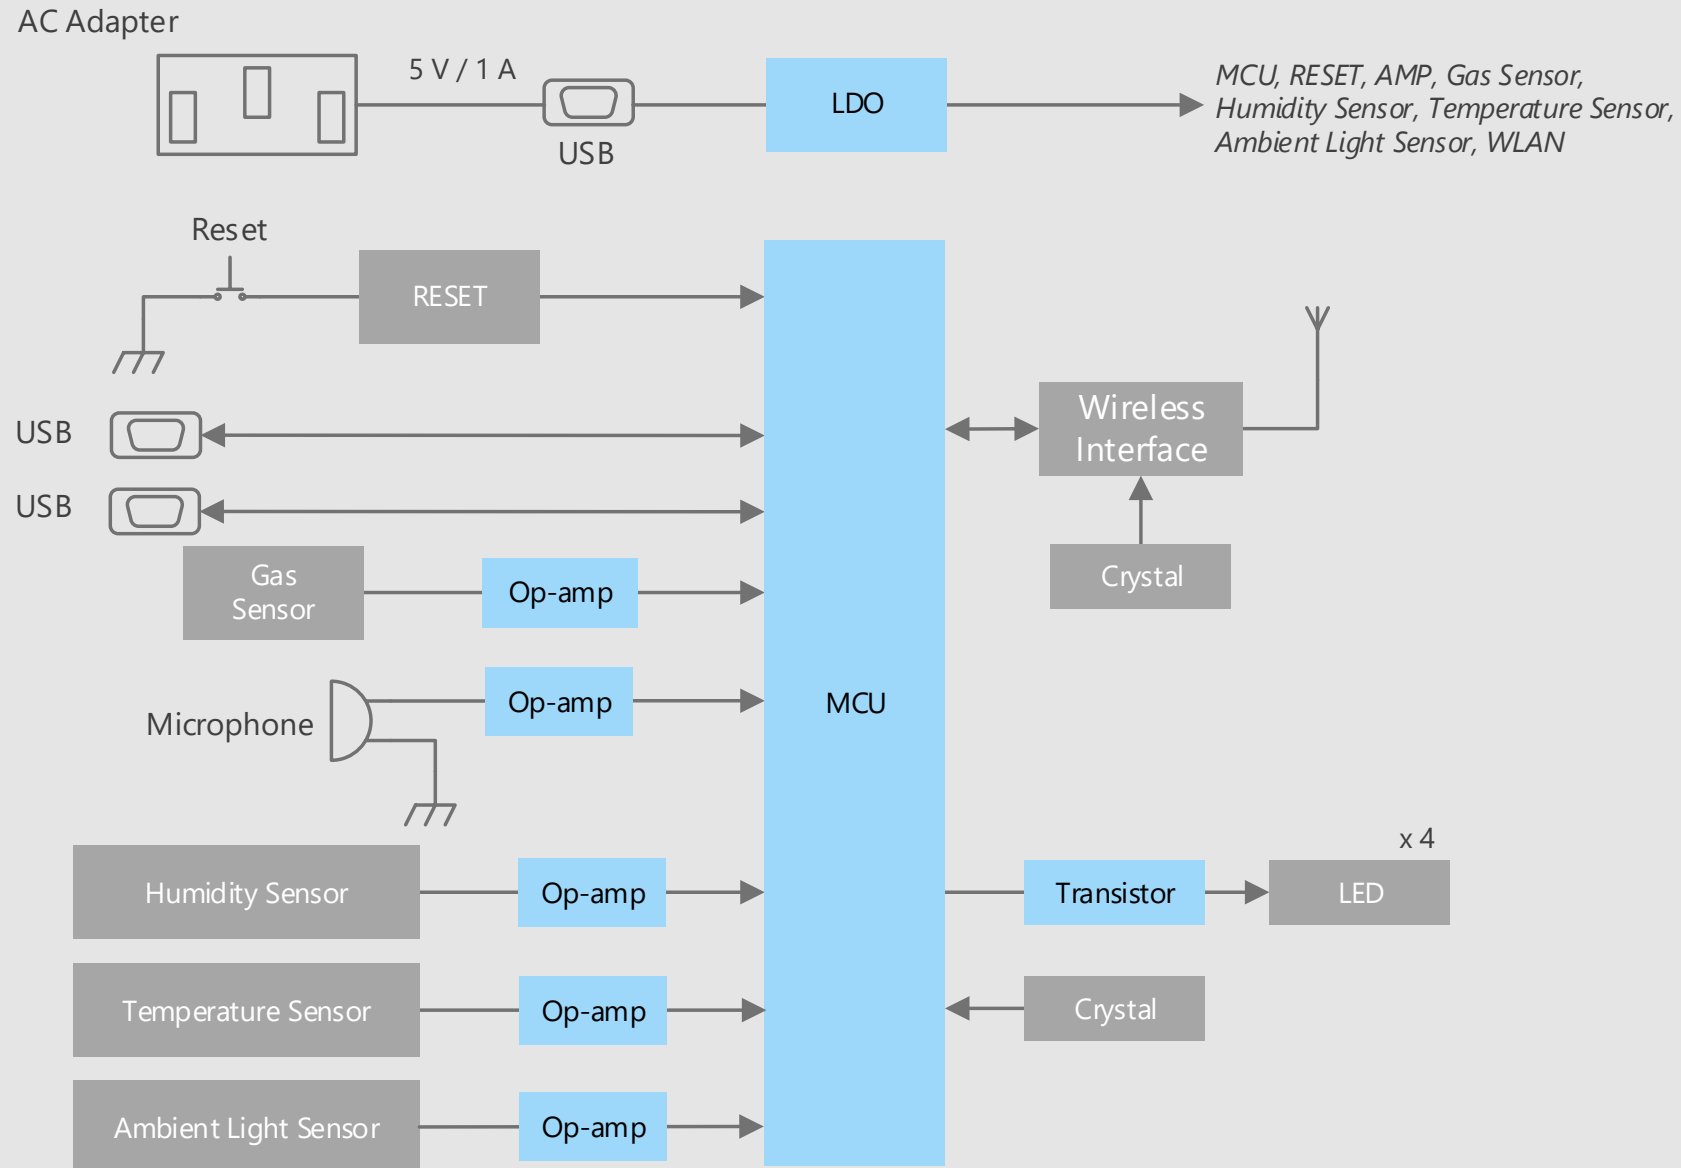 AC Adapter
5 V / 1 A
USB
LDO
MCU, RESET, AMP, Gas Sensor,
Humidity Sensor, Temperature Sensor,
Ambient Light Sensor, WLAN
Reset
RESET
USB
USB
Wireless
Interface
Crystal
Gas
Sensor
Op-amp
Microphone
Op-amp
MCU
x 4
Humidity Sensor
Op-amp
Transistor
LED
Temperature Sensor
Op-amp
Crystal
Ambient Light Sensor
Op-amp